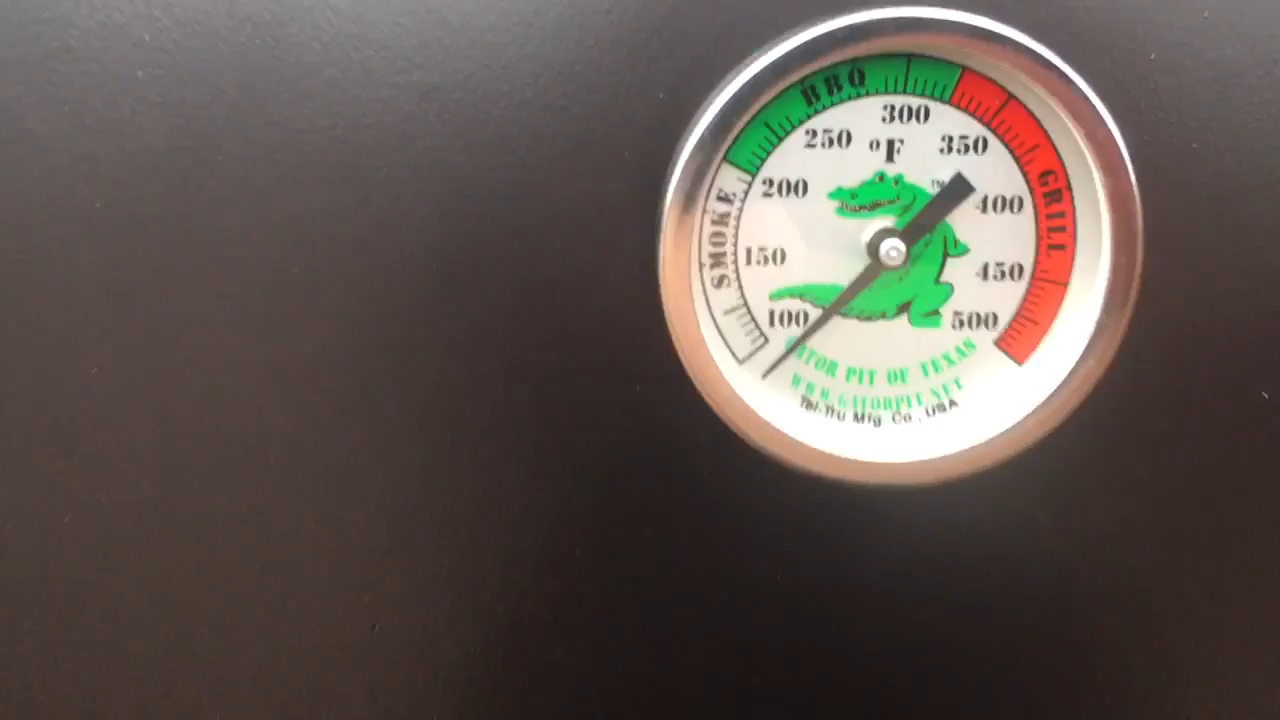 BBQ
SMOKE
GRILL
°F
100
150
200
250
300
350
400
450
500
TM
GATOR PIT OF TEXAS
WWW.GATORPIT.NET
Tel-Tru Mfg. Co., USA